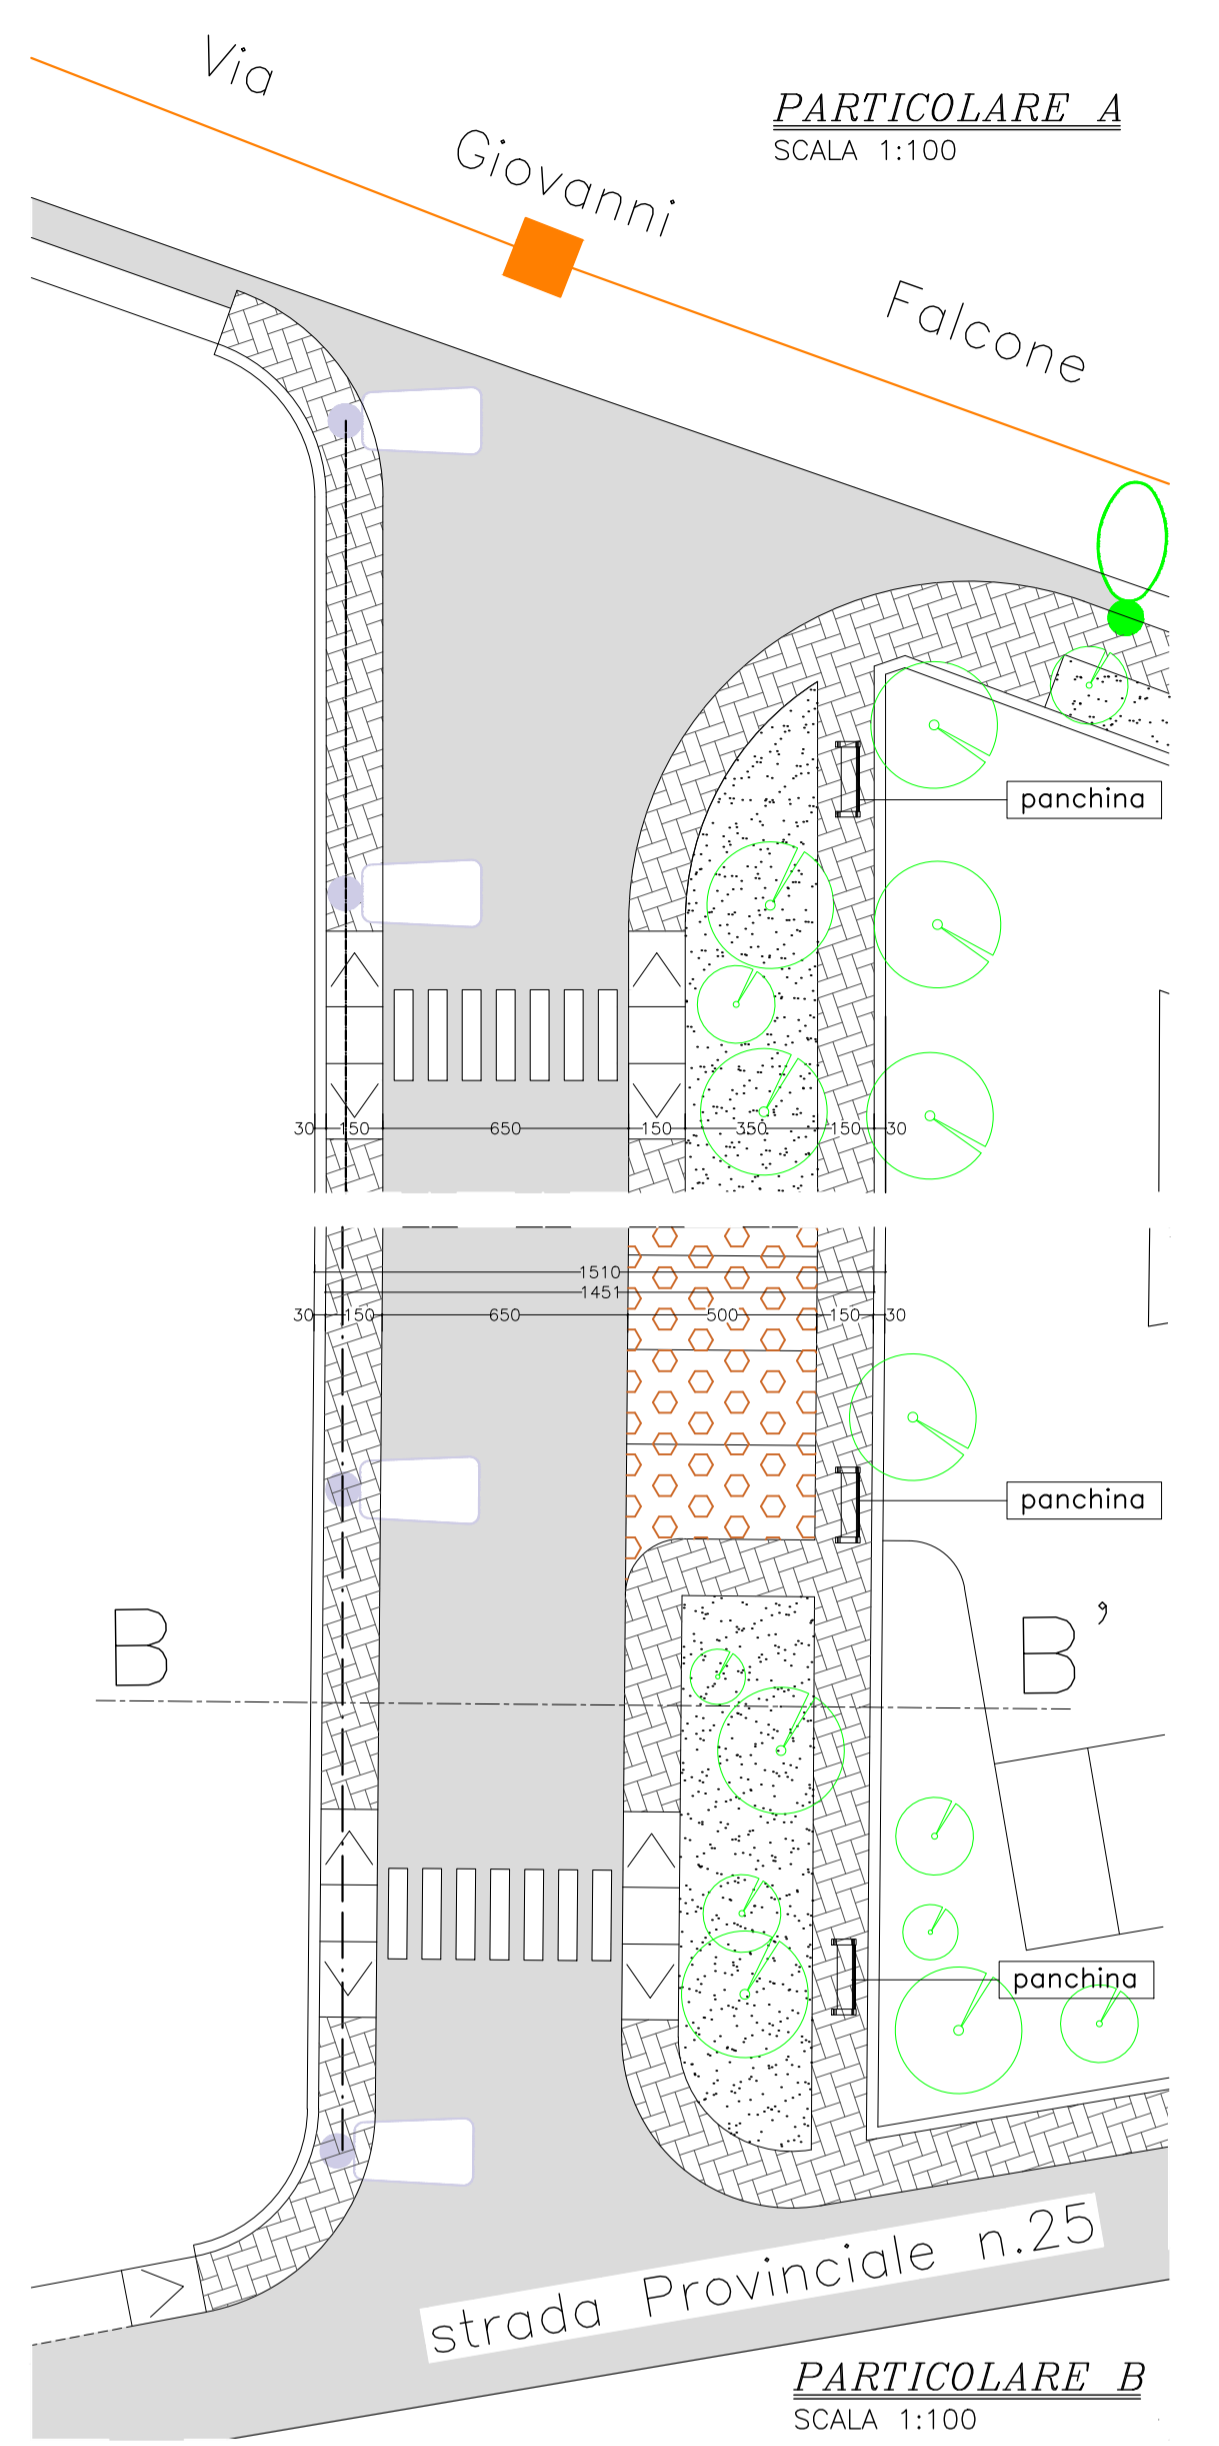 Via Giovanni Falcone
PARTICOLARE A
SCALA 1:100
panchina
30 150 650 150 350 150 30
1510
1451
30 150 650 500 150 30
panchina
B B'
panchina
strada Provinciale n.25
PARTICOLARE B
SCALA 1:100